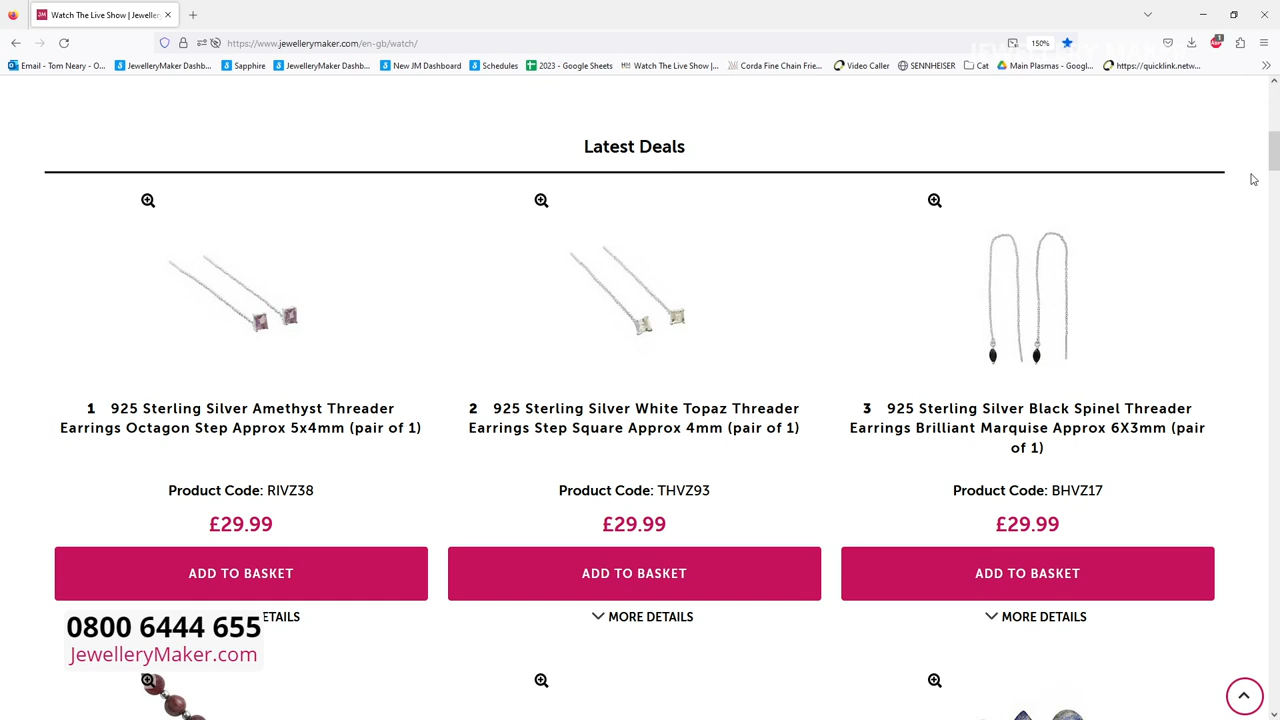 Watch The Live Show | Jeweller
https://www.jewellerymaker.com/en-gb/watch/
150%
1
Email - Tom Neary - O...
JewelleryMaker Dashb...
Sapphire
JewelleryMaker Dashb...
New JM Dashboard
Schedules
2023 - Google Sheets
Watch The Live Show |...
Corda Fine Chain Frie...
Video Caller
SENNHEISER
Cat
Main Plasmas - Googl...
https://quicklink.netw...
Latest Deals
1 925 Sterling Silver Amethyst Threader
Earrings Octagon Step Approx 5x4mm (pair of 1)
Product Code: RIVZ38
£29.99
ADD TO BASKET
ETAILS
2 925 Sterling Silver White Topaz Threader
Earrings Step Square Approx 4mm (pair of 1)
Product Code: THVZ93
£29.99
ADD TO BASKET
MORE DETAILS
3 925 Sterling Silver Black Spinel Threader
Earrings Brilliant Marquise Approx 6X3mm (pair
of 1)
Product Code: BHVZ17
£29.99
ADD TO BASKET
MORE DETAILS
0800 6444 655
JewelleryMaker.com